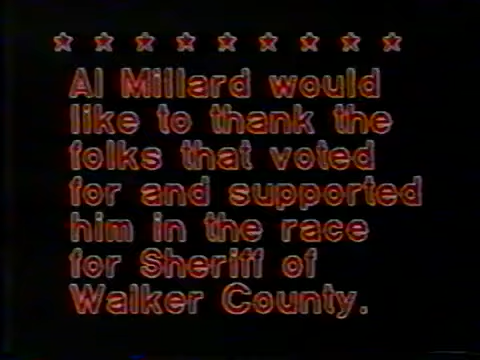 ★ ★ ★ ★ ★ ★ ★ ★ ★
Al Millard would
like to thank the
folks that voted
for and supported
him in the race
for Sheriff of
Walker County.